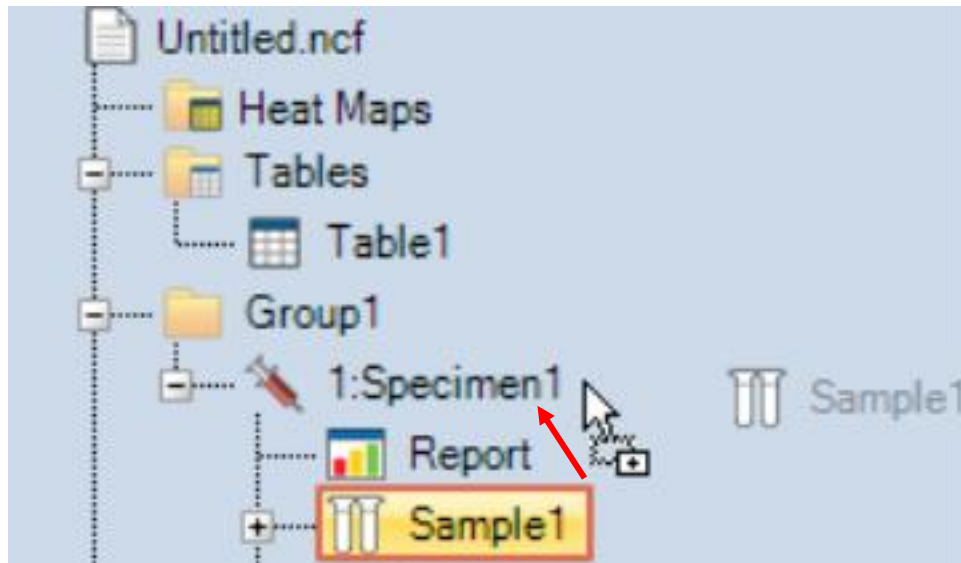 Untitled.ncf
Heat Maps
Tables
Table1
Group1
1:Specimen1
Sample1
Report
Sample1